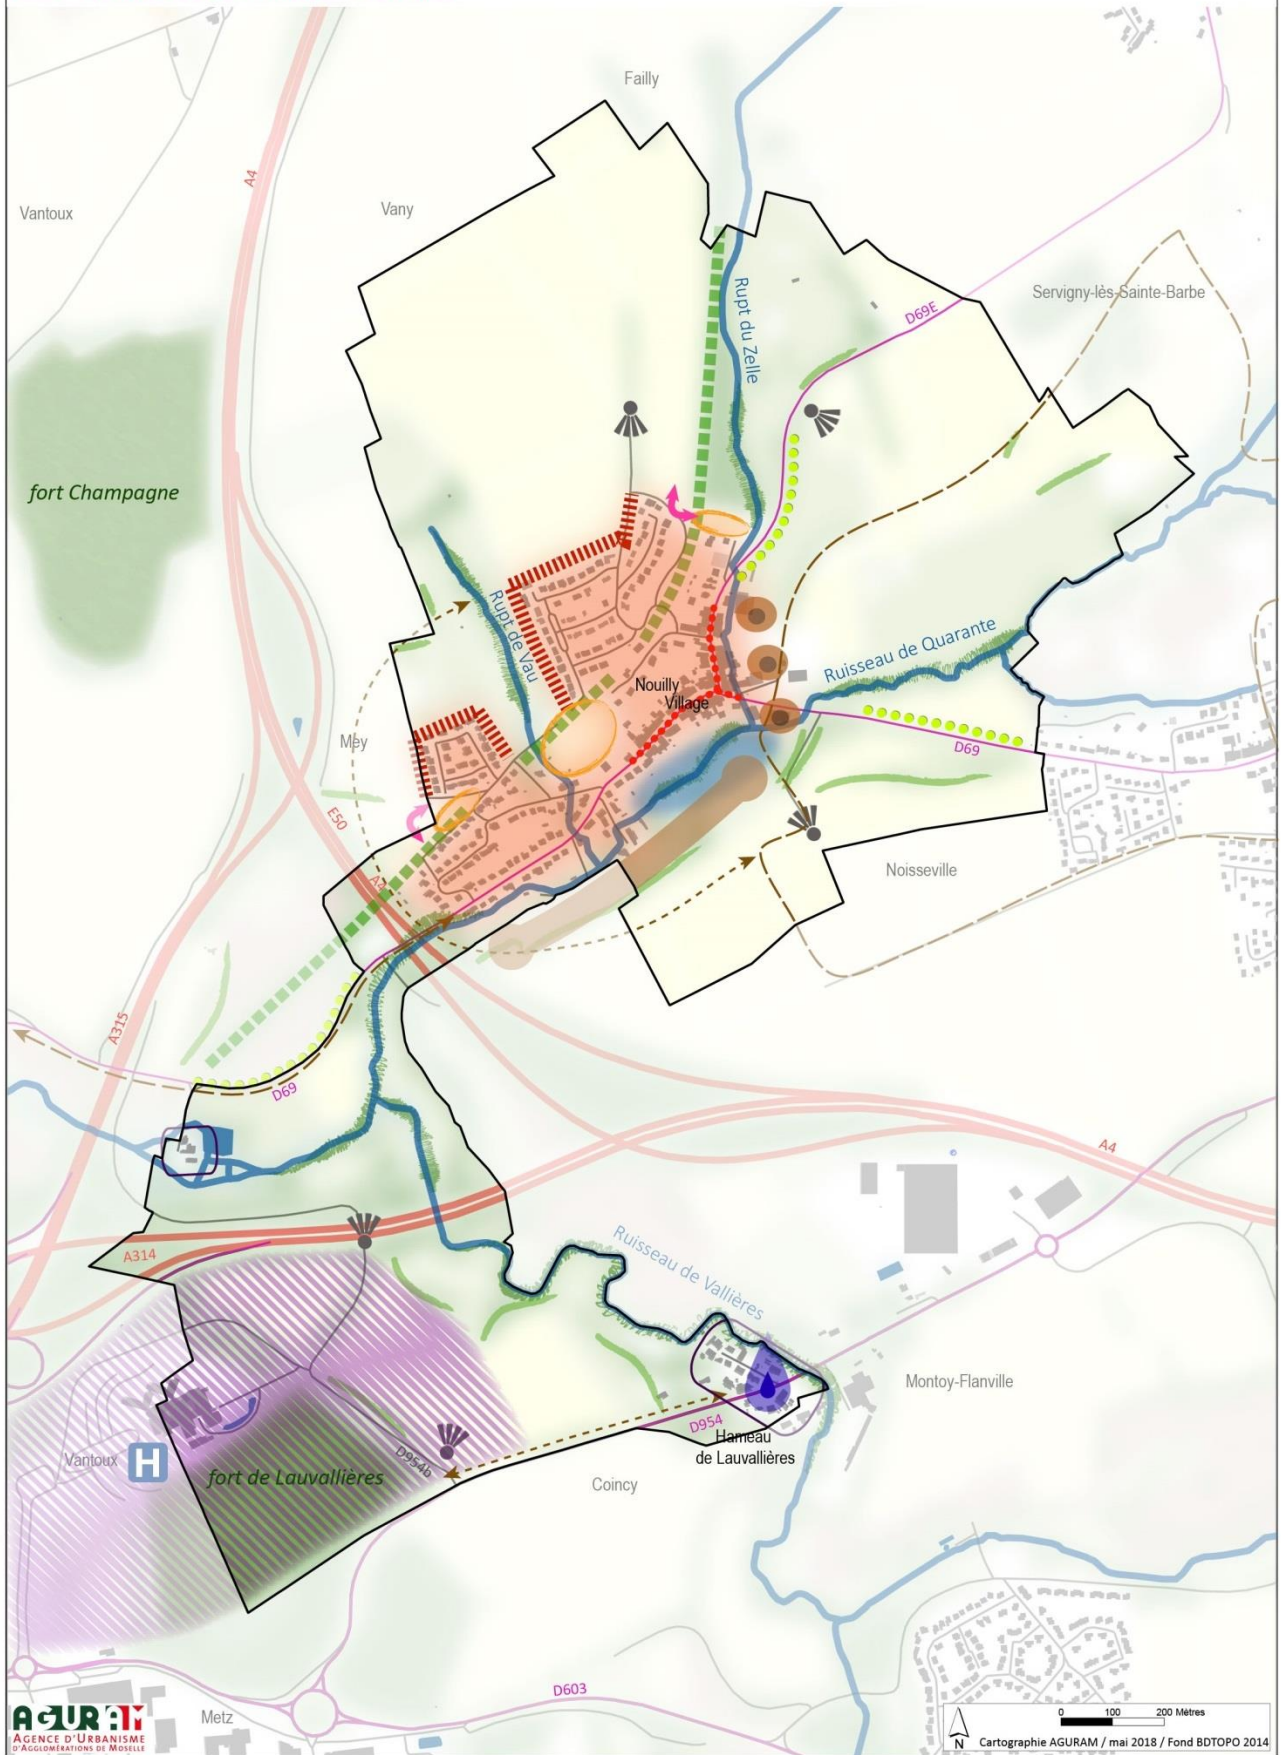 Failly
A4
Vantoux
Vany
Servigny-lès-Sainte-Barbe
Rupt du Zelle
D69E
fort Champagne
Rupt de Vau
Ruisseau de Quarante
Nouilly
Village
Mey
D69
E50
A4
Noisseville
A315
D69
A4
A314
Ruisseau de Vallières
Montoy-Flanville
D954
Hameau
de Lauvallières
Vantoux
H
D954b
fort de Lauvallières
Coincy
D603
Metz
AGURAM
AGENCE D'URBANISME
D'AGGLOMÉRATIONS DE MOSELLE
0 100 200 Mètres
N
Cartographie AGURAM / mai 2018 / Fond BDTOPO 2014